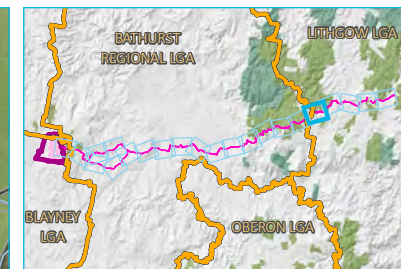 BATHURST
REGIONAL LGA
LITHGOW LGA
BLAYNEY
LGA
OBERON LGA